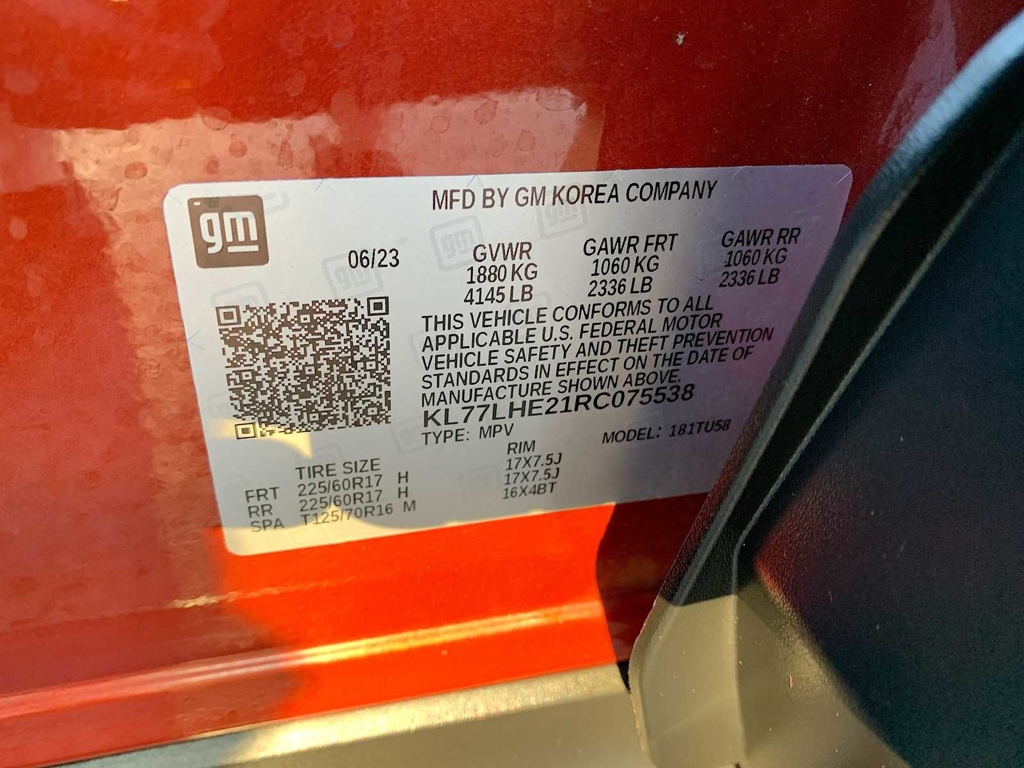 MFD BY GM KOREA COMPANY
gm
06/23
GVWR GAWR FRT GAWR RR
1880 KG 1060 KG 1060 KG
4145 LB 2336 LB 2336 LB
THIS VEHICLE CONFORMS TO ALL
APPLICABLE U.S. FEDERAL MOTOR
VEHICLE SAFETY AND THEFT PREVENTION
STANDARDS IN EFFECT ON THE DATE OF
MANUFACTURE SHOWN ABOVE.
KL77LHE21RC075538
TYPE: MPV MODEL: 181TU58
TIRE SIZE RIM
FRT 225/60R17 H 17X7.5J
RR 225/60R17 H 17X7.5J
SPA T125/70R16 M 16X4BT